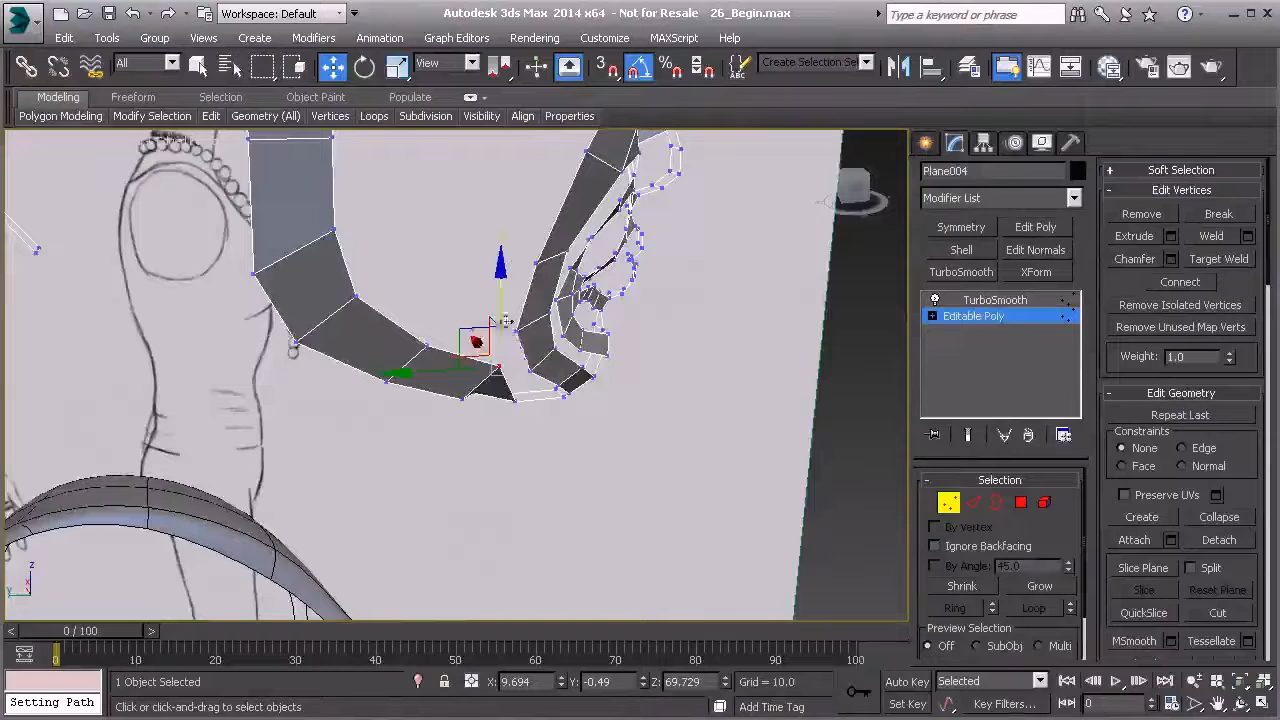 Workspace: Default
Autodesk 3ds Max 2014 x64 - Not for Resale 26_Begin.max
Type a keyword or phrase
Edit Tools Group Views Create Modifiers Animation Graph Editors Rendering Customize MAXScript Help
All View Create Selection Se
Modeling Freeform Selection Object Paint Populate
Polygon Modeling Modify Selection Edit Geometry (All) Vertices Loops Subdivision Visibility Align Properties
Plane004
Modifier List
Symmetry Edit Poly
Shell Edit Normals
TurboSmooth XForm
TurboSmooth
Editable Poly
- Selection
By Vertex
Ignore Backfacing
By Angle: 45.0
Shrink Grow
Ring Loop
Preview Selection
Off SubObj Multi
+ Soft Selection
- Edit Vertices
Remove Break
Extrude Weld
Chamfer Target Weld
Connect
Remove Isolated Vertices
Remove Unused Map Verts
Weight: 1.0
- Edit Geometry
Repeat Last
Constraints
None Edge
Face Normal
Preserve UVs
Create Collapse
Attach Detach
Slice Plane Split
Slice Reset Plane
QuickSlice Cut
MSmooth Tessellate
z
y
x
< 0 / 100 >
0 10 20 30 40 50 60 70 80 90 100
Setting Path
1 Object Selected X: 9.694 Y: -0.49 Z: 69.729 Grid = 10.0
Click or click-and-drag to select objects Add Time Tag
Auto Key Selected
Set Key Key Filters... 0